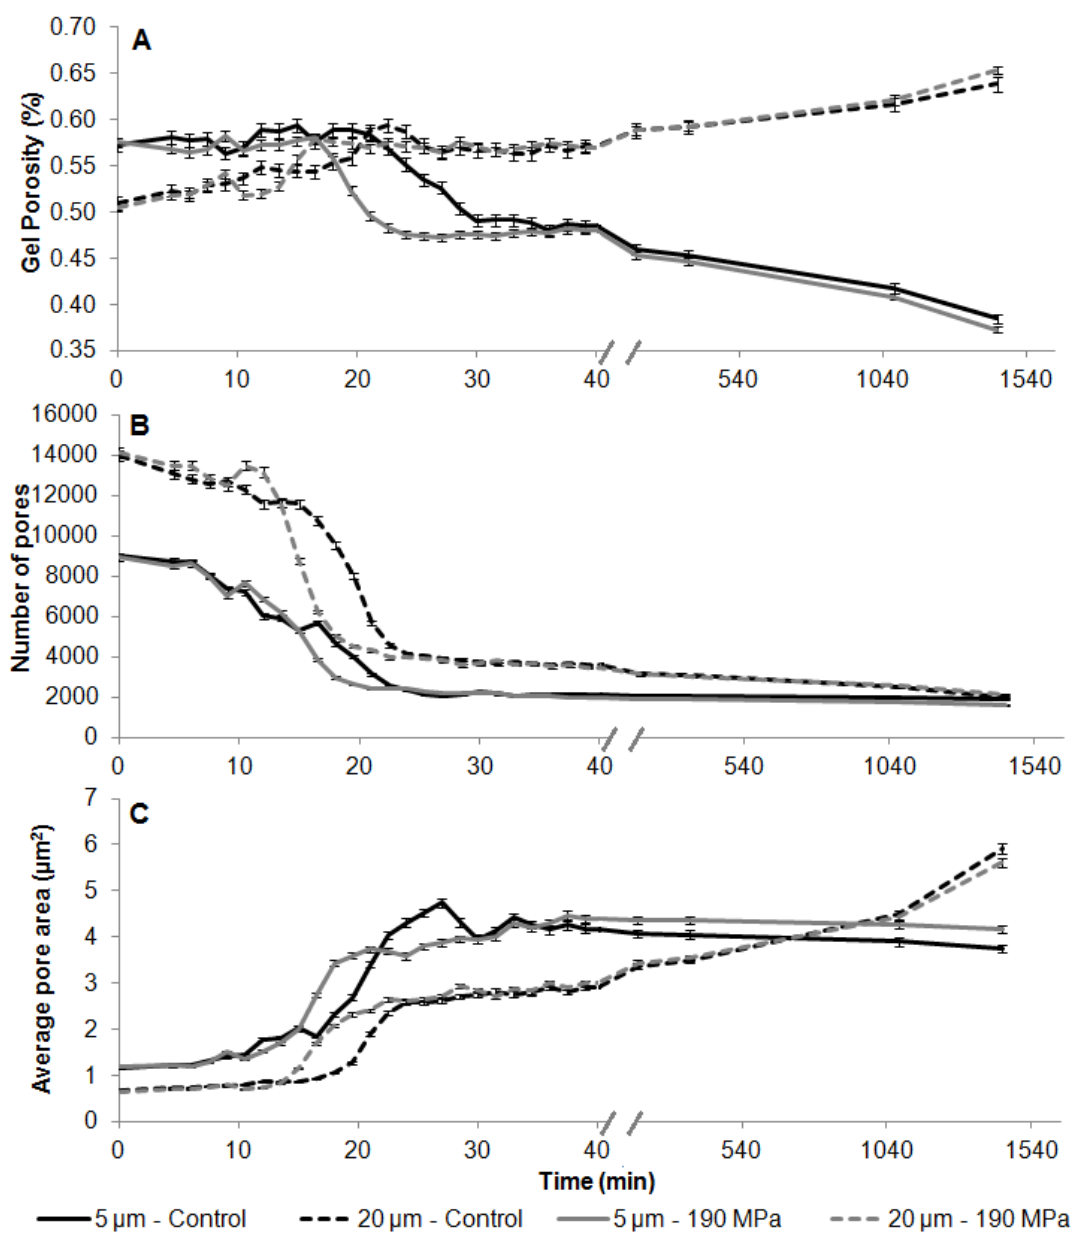 A
Gel Porosity (%)
0.70
0.65
0.60
0.55
0.50
0.45
0.40
0.35
0 10 20 30 40 540 1040 1540
B
Number of pores
16000
14000
12000
10000
8000
6000
4000
2000
0
0 10 20 30 40 540 1040 1540
C
Average pore area (µm²)
7
6
5
4
3
2
1
0
0 10 20 30 40 540 1040 1540
Time (min)
5 µm - Control 20 µm - Control 5 µm - 190 MPa 20 µm - 190 MPa